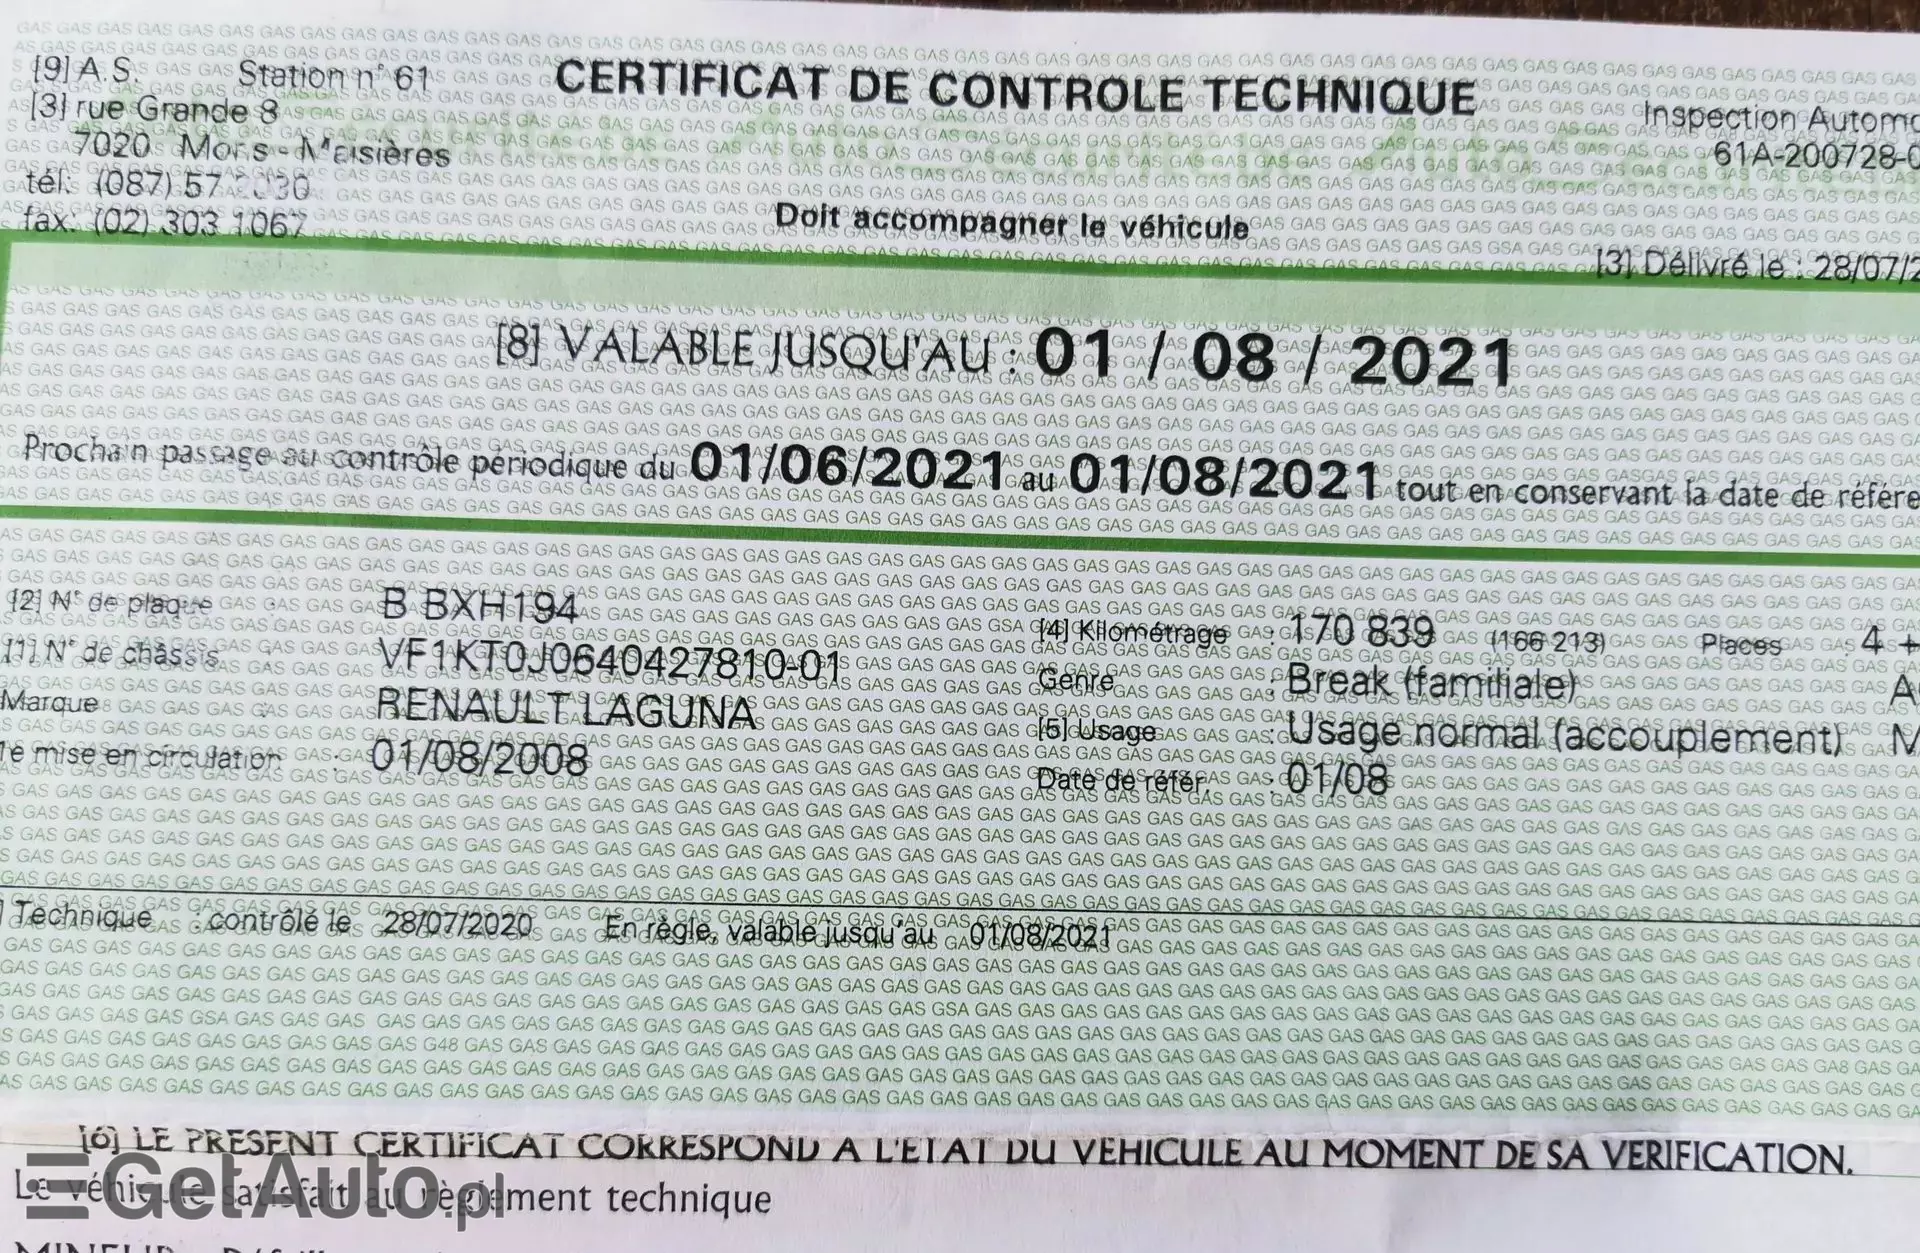 [9] A.S. Station n° 61
CERTIFICAT DE CONTROLE TECHNIQUE
[3] rue Grande 8
Inspection Automo
7020 Mons - Maisières
61A-200728-0
tél: (087) 57
fax: (02) 303 1067
Doit accompagner le véhicule
[3] Délivré le : 28/07/2
[8] VALABLE JUSQU'AU : 01 / 08 / 2021
Prochain passage au contrôle périodique du 01/06/2021 au 01/08/2021 tout en conservant la date de référe
[2] N° de plaque B BXH194
[4] Kilométrage : 170 839 (166 213) Places : 4 +
[1] N° de châssis VF1KT0J0640427810-01
Genre : Break (familiale)
Marque : RENAULT LAGUNA
[5] Usage : Usage normal (accouplement)
1e mise en circulation : 01/08/2008
Date de référ. : 01/08
] Technique : contrôlé le 28/07/2020 En règle, valable jusqu'au 01/08/2021
[6] LE PRESENT CERTIFICAT CORRESPOND A L'ETAT DU VEHICULE AU MOMENT DE SA VERIFICATION.
Le véhicule satisfait au règlement technique
GetAuto.pl